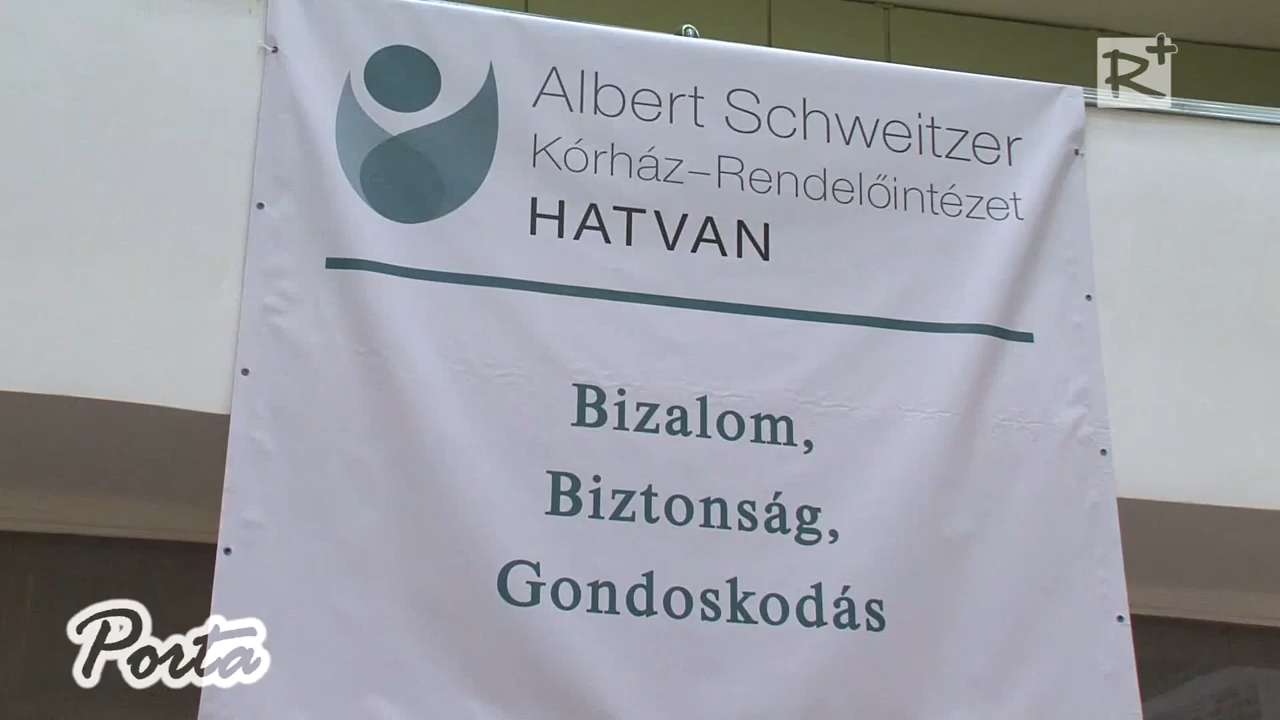 R+
Albert Schweitzer
Kórház-Rendelőintézet
HATVAN
Bizalom,
Biztonság,
Gondoskodás
Porta